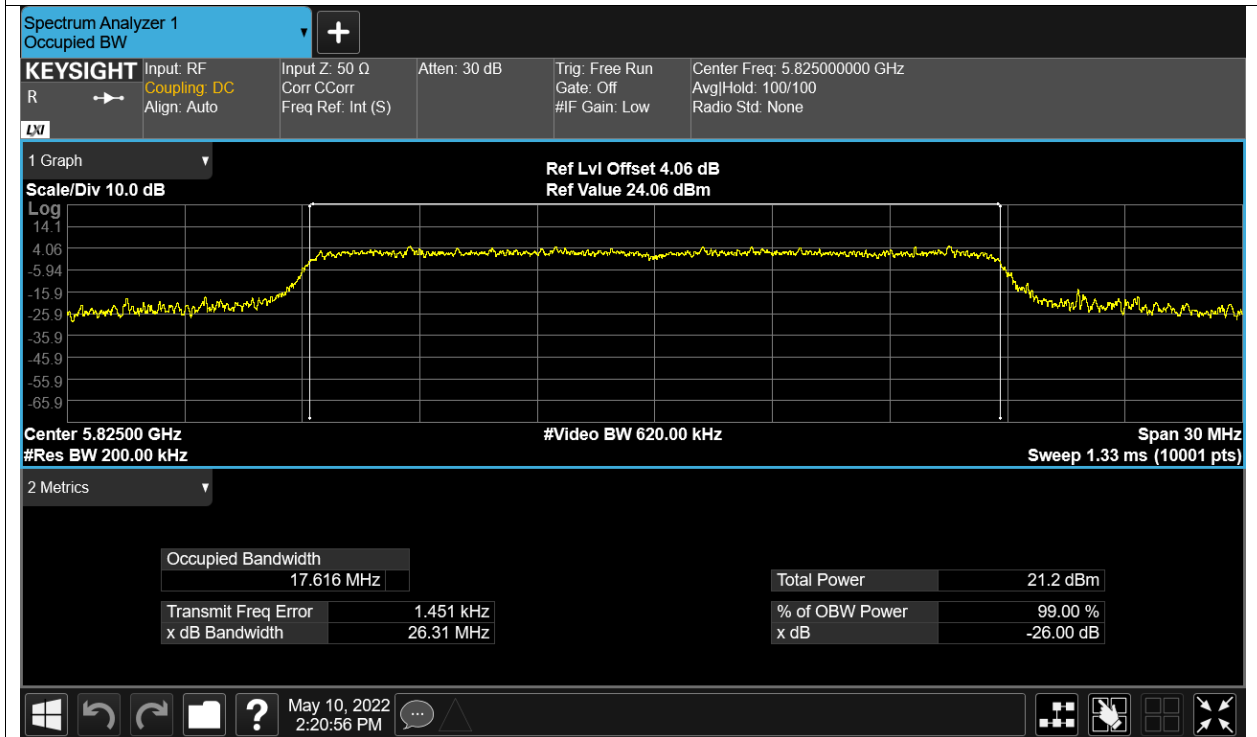 Spectrum Analyzer 1
Occupied BW
▼
+
KEYSIGHT Input: RF Input Z: 50 Ω Atten: 30 dB Trig: Free Run Center Freq: 5.825000000 GHz
R Coupling: DC Corr CCorr Gate: Off Avg|Hold: 100/100
Align: Auto Freq Ref: Int (S) #IF Gain: Low Radio Std: None
LXI
1 Graph ▼
Ref Lvl Offset 4.06 dB
Scale/Div 10.0 dB Ref Value 24.06 dBm
Log
14.1
4.06
-5.94
-15.9
-25.9
-35.9
-45.9
-55.9
-65.9
Center 5.82500 GHz #Video BW 620.00 kHz Span 30 MHz
#Res BW 200.00 kHz Sweep 1.33 ms (10001 pts)
2 Metrics ▼
Occupied Bandwidth
17.616 MHz
Total Power 21.2 dBm
Transmit Freq Error 1.451 kHz % of OBW Power 99.00 %
x dB Bandwidth 26.31 MHz x dB -26.00 dB
? May 10, 2022
2:20:56 PM